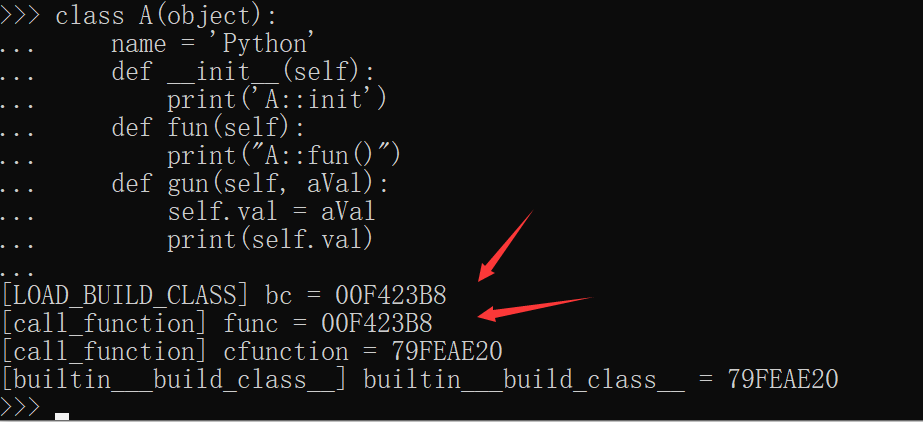 >>> class A(object):
...     name = 'Python'
...     def __init__(self):
...         print('A::init')
...     def fun(self):
...         print("A::fun()")
...     def gun(self, aVal):
...         self.val = aVal
...         print(self.val)
...
[LOAD_BUILD_CLASS] bc = 00F423B8
[call_function] func = 00F423B8
[call_function] cfunction = 79FEAE20
[builtin___build_class__] builtin___build_class__ = 79FEAE20
>>>